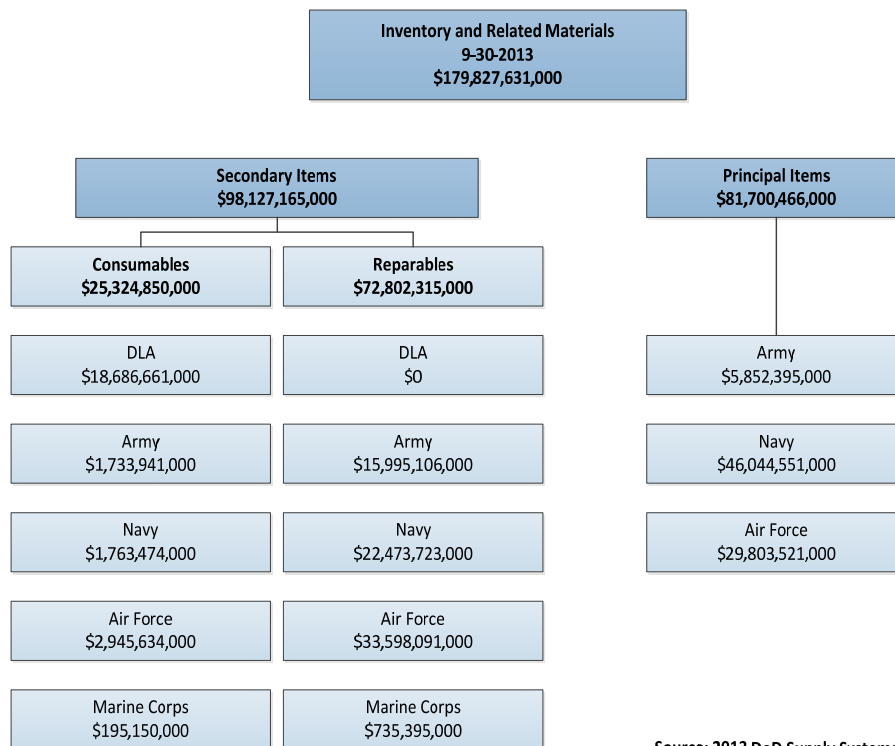 Inventory and Related Materials
9-30-2013
$179,827,631,000
Secondary Items
$98,127,165,000
Principal Items
$81,700,466,000
Consumables
$25,324,850,000
Reparables
$72,802,315,000
DLA
$18,686,661,000
DLA
$0
Army
$5,852,395,000
Army
$1,733,941,000
Army
$15,995,106,000
Navy
$46,044,551,000
Navy
$1,763,474,000
Navy
$22,473,723,000
Air Force
$29,803,521,000
Air Force
$2,945,634,000
Air Force
$33,598,091,000
Marine Corps
$195,150,000
Marine Corps
$735,395,000